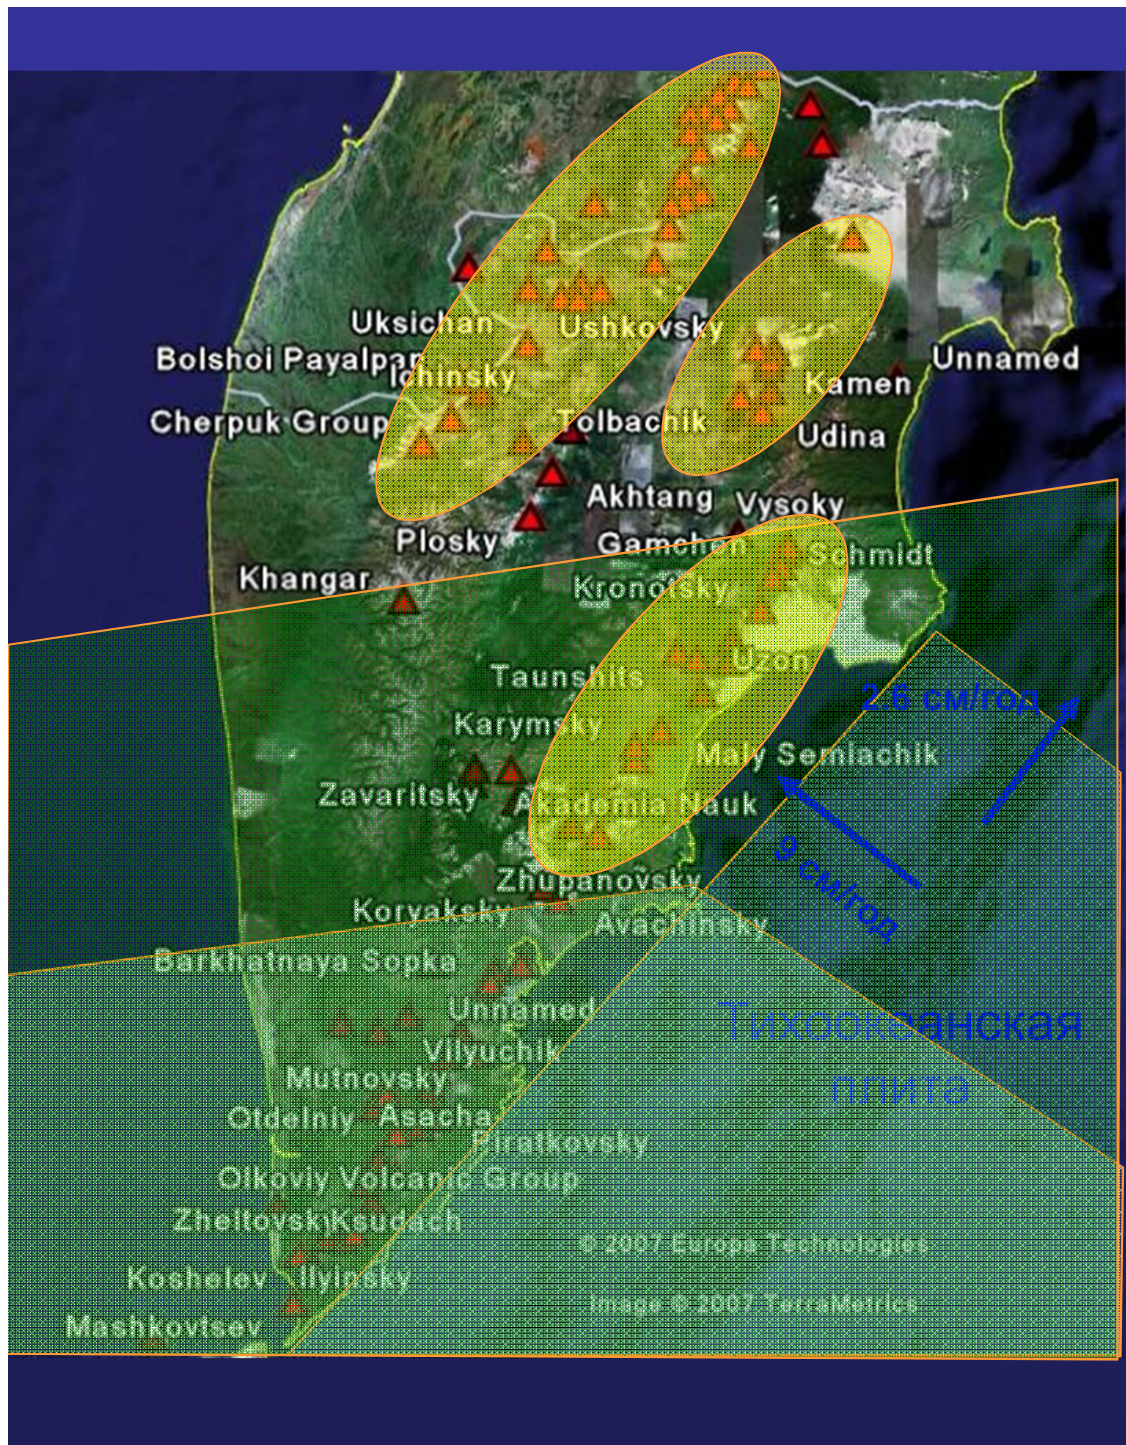 Uksichan
Ushkovsky
Bolshoi Payalpan
Unnamed
Ichinsky
Kamen
Cherpuk Group
Tolbachik
Udina
Akhtang
Vysoky
Plosky
Gamchen
Schmidt
Khangar
Kronotsky
Uzon
Taunshits
2.6 см/год
Karymsky
Maly Semiachik
Zavaritsky
Akademia Nauk
9 см/год
Zhupanovsky
Koryaksky
Avachinsky
Barkhatnaya Sopka
Unnamed
Тихоокеанская
плита
Vilyuchik
Mutnovsky
Otdelniy
Asacha
Piratkovsky
Olkoviy Volcanic Group
Zheltovsky
Ksudach
© 2007 Europa Technologies
Koshelev
Ilyinsky
Image © 2007 TerraMetrics
Mashkovtsev